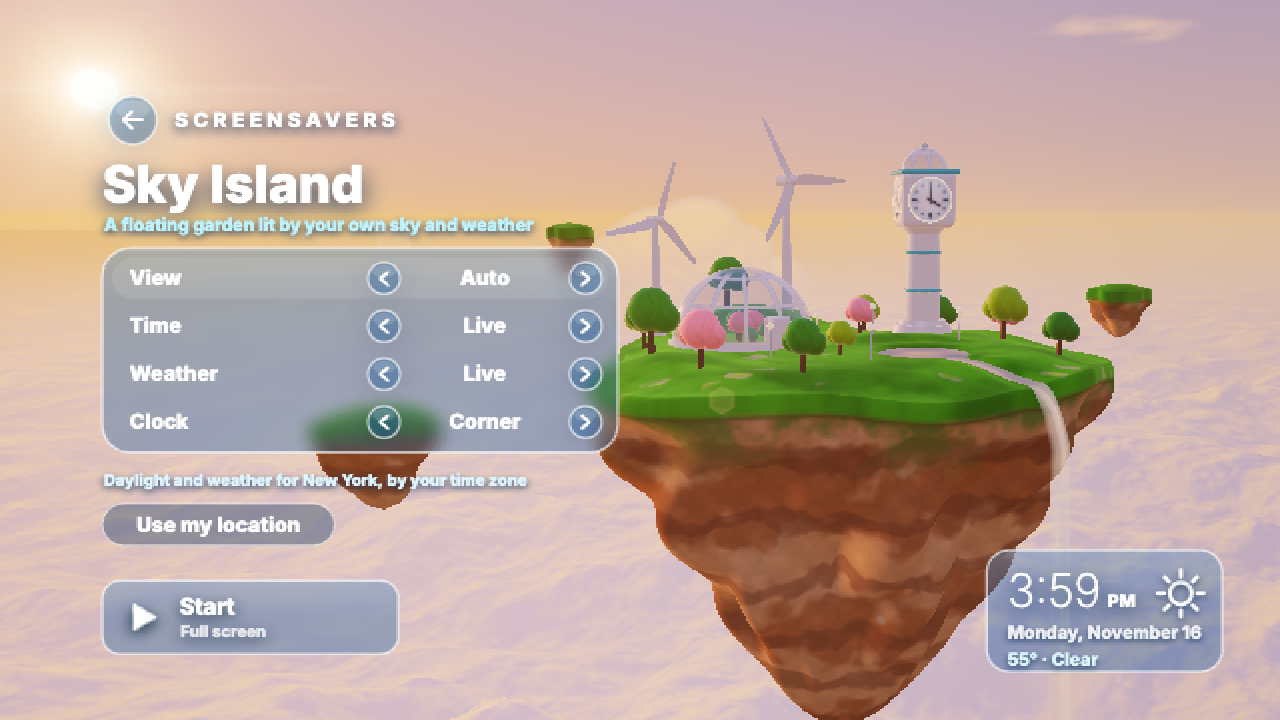 SCREENSAVERS
Sky Island
A floating garden lit by your own sky and weather
View Auto
Time Live
Weather Live
Clock Corner
Daylight and weather for New York, by your time zone
Use my location
Start
Full screen
3:59 PM
Monday, November 16
55° · Clear